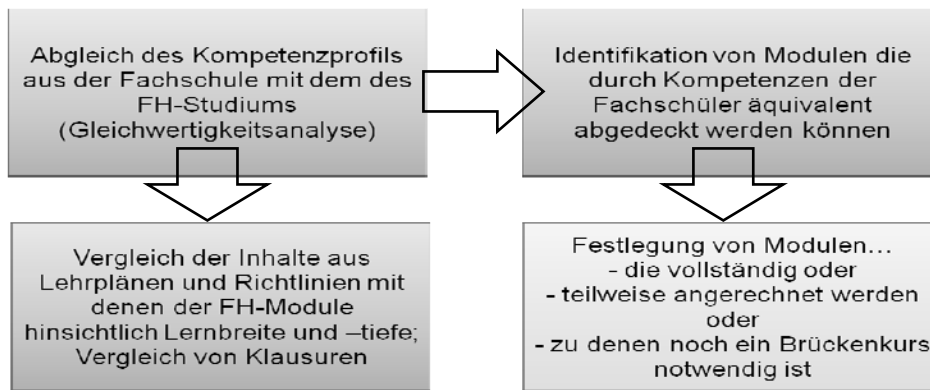 Abgleich des Kompetenzprofils
aus der Fachschule mit dem des
FH-Studiums
(Gleichwertigkeitsanalyse)
Identifikation von Modulen die
durch Kompetenzen der
Fachschüler äquivalent
abgedeckt werden können
Vergleich der Inhalte aus
Lehrplänen und Richtlinien mit
denen der FH-Module
hinsichtlich Lernbreite und –tiefe;
Vergleich von Klausuren
Festlegung von Modulen…
- die vollständig oder
- teilweise angerechnet werden
oder
- zu denen noch ein Brückenkurs
notwendig ist